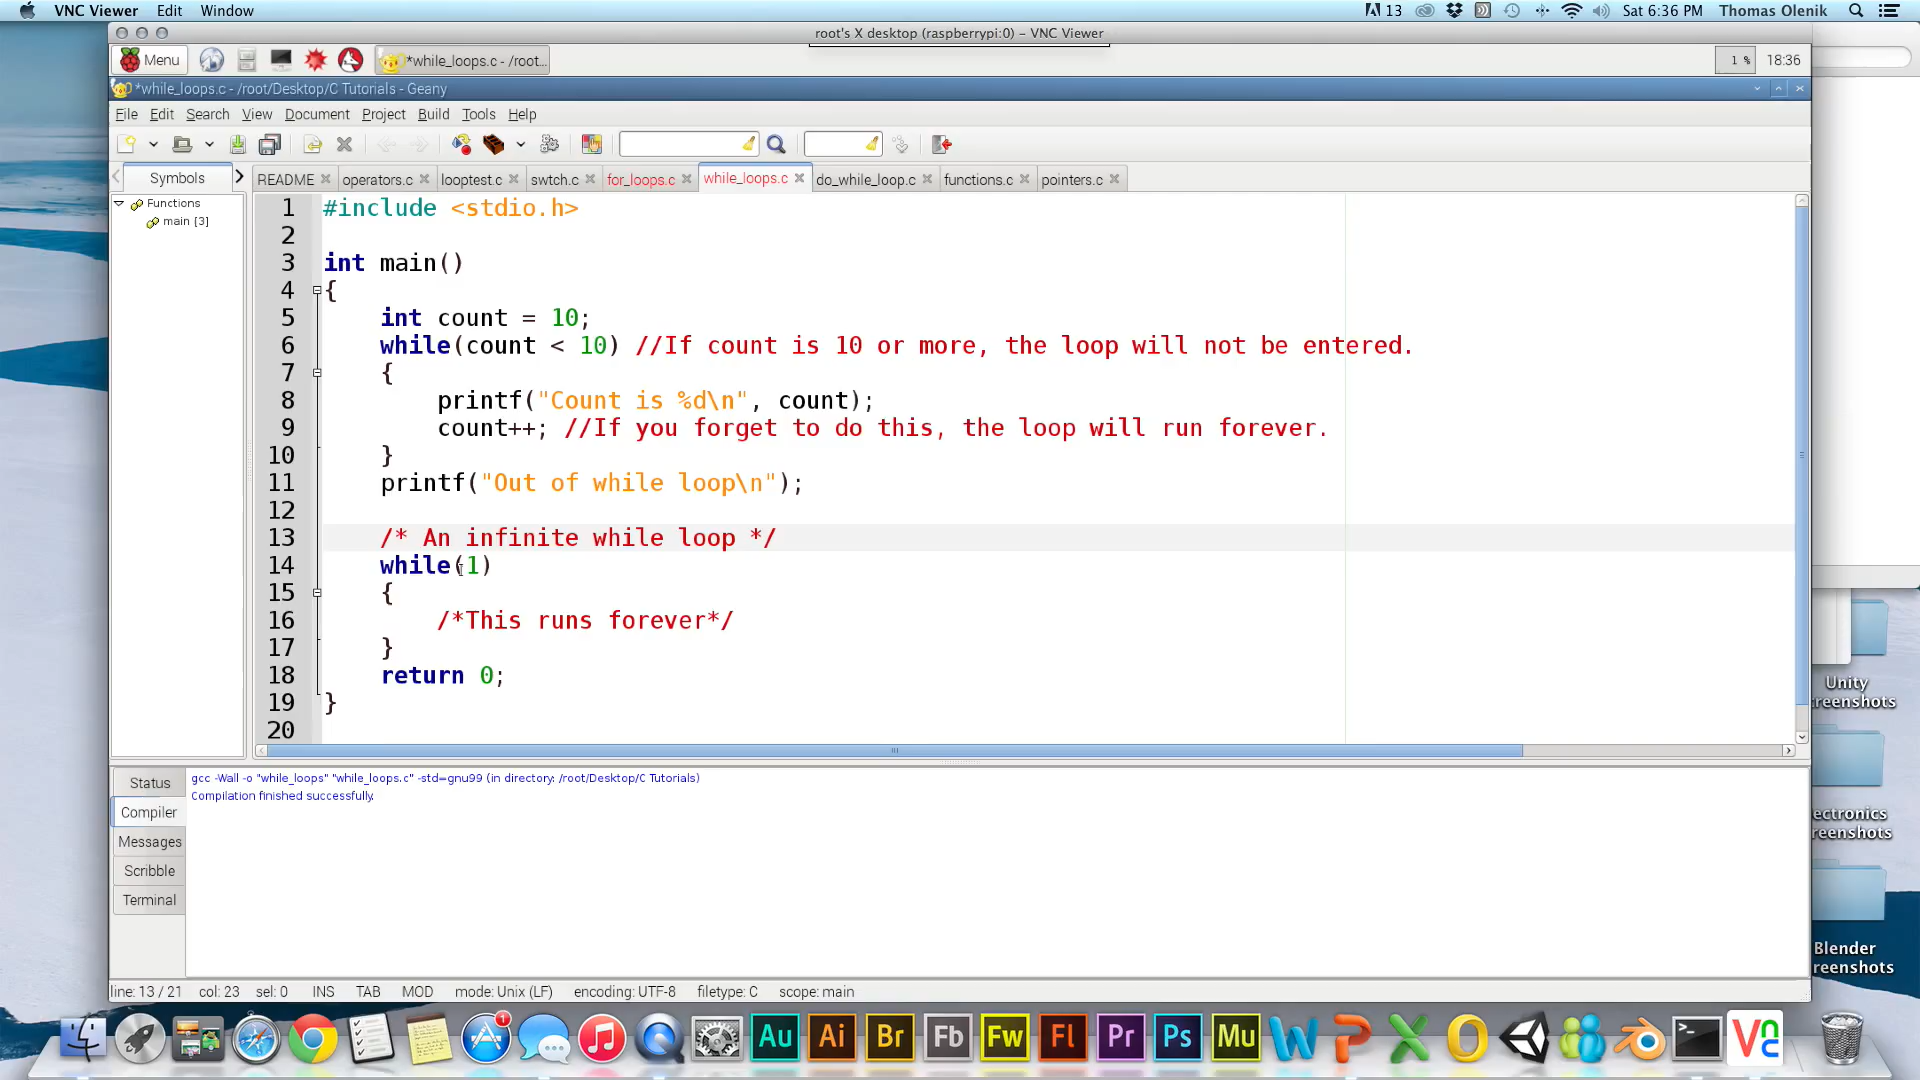 VNC Viewer Edit Window 13 Sat 6:36 PM Thomas Olenik
root's X desktop (raspberrypi:0) – VNC Viewer
Menu *while_loops.c - /root... 1 % 18:36
*while_loops.c - /root/Desktop/C Tutorials - Geany
File Edit Search View Document Project Build Tools Help
Symbols README operators.c looptest.c swtch.c for_loops.c while_loops.c do_while_loop.c functions.c pointers.c
Functions
main [3]
1 #include <stdio.h>
2
3 int main()
4 {
5 int count = 10;
6 while(count < 10) //If count is 10 or more, the loop will not be entered.
7 {
8 printf("Count is %d\n", count);
9 count++; //If you forget to do this, the loop will run forever.
10 }
11 printf("Out of while loop\n");
12
13 /* An infinite while loop */
14 while(1)
15 {
16 /*This runs forever*/
17 }
18 return 0;
19 }
20
Status
Compiler
Messages
Scribble
Terminal
gcc -Wall -o "while_loops" "while_loops.c" -std=gnu99 (in directory: /root/Desktop/C Tutorials)
Compilation finished successfully.
line: 13 / 21 col: 23 sel: 0 INS TAB MOD mode: Unix (LF) encoding: UTF-8 filetype: C scope: main
Unity
reenshots
ectronics
reenshots
Blender
reenshots
1
Au Ai Br Fb Fw Fl Pr Ps Mu